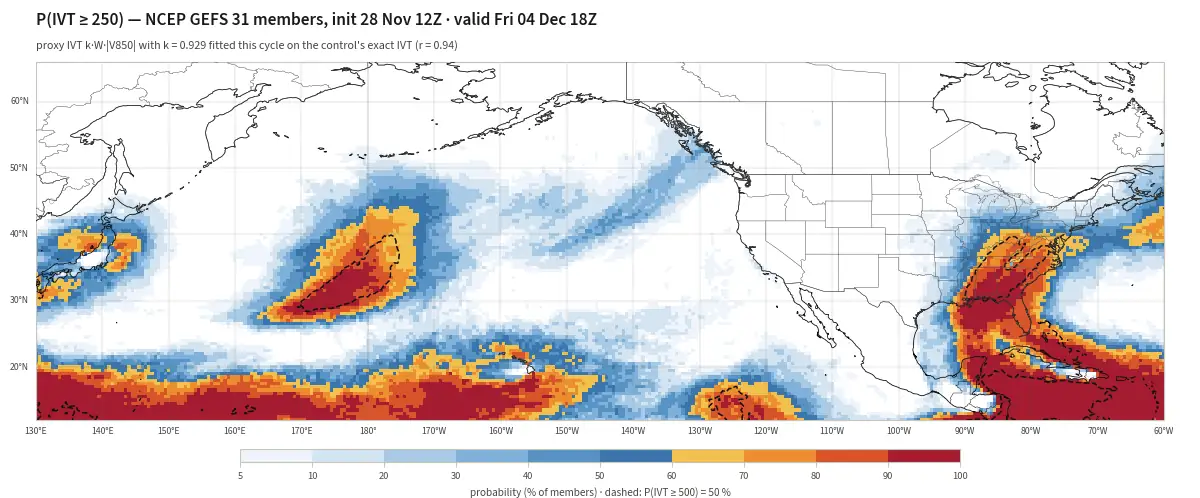 P(IVT ≥ 250) — NCEP GEFS 31 members, init 28 Nov 12Z · valid Fri 04 Dec 18Z
proxy IVT k·W·|V850| with k = 0.929 fitted this cycle on the control's exact IVT (r = 0.94)
60°N
50°N
40°N
30°N
20°N
130°E 140°E 150°E 160°E 170°E 180° 170°W 160°W 150°W 140°W 130°W 120°W 110°W 100°W 90°W 80°W 70°W 60°W
5 10 20 30 40 50 60 70 80 90 100
probability (% of members) · dashed: P(IVT ≥ 500) = 50 %